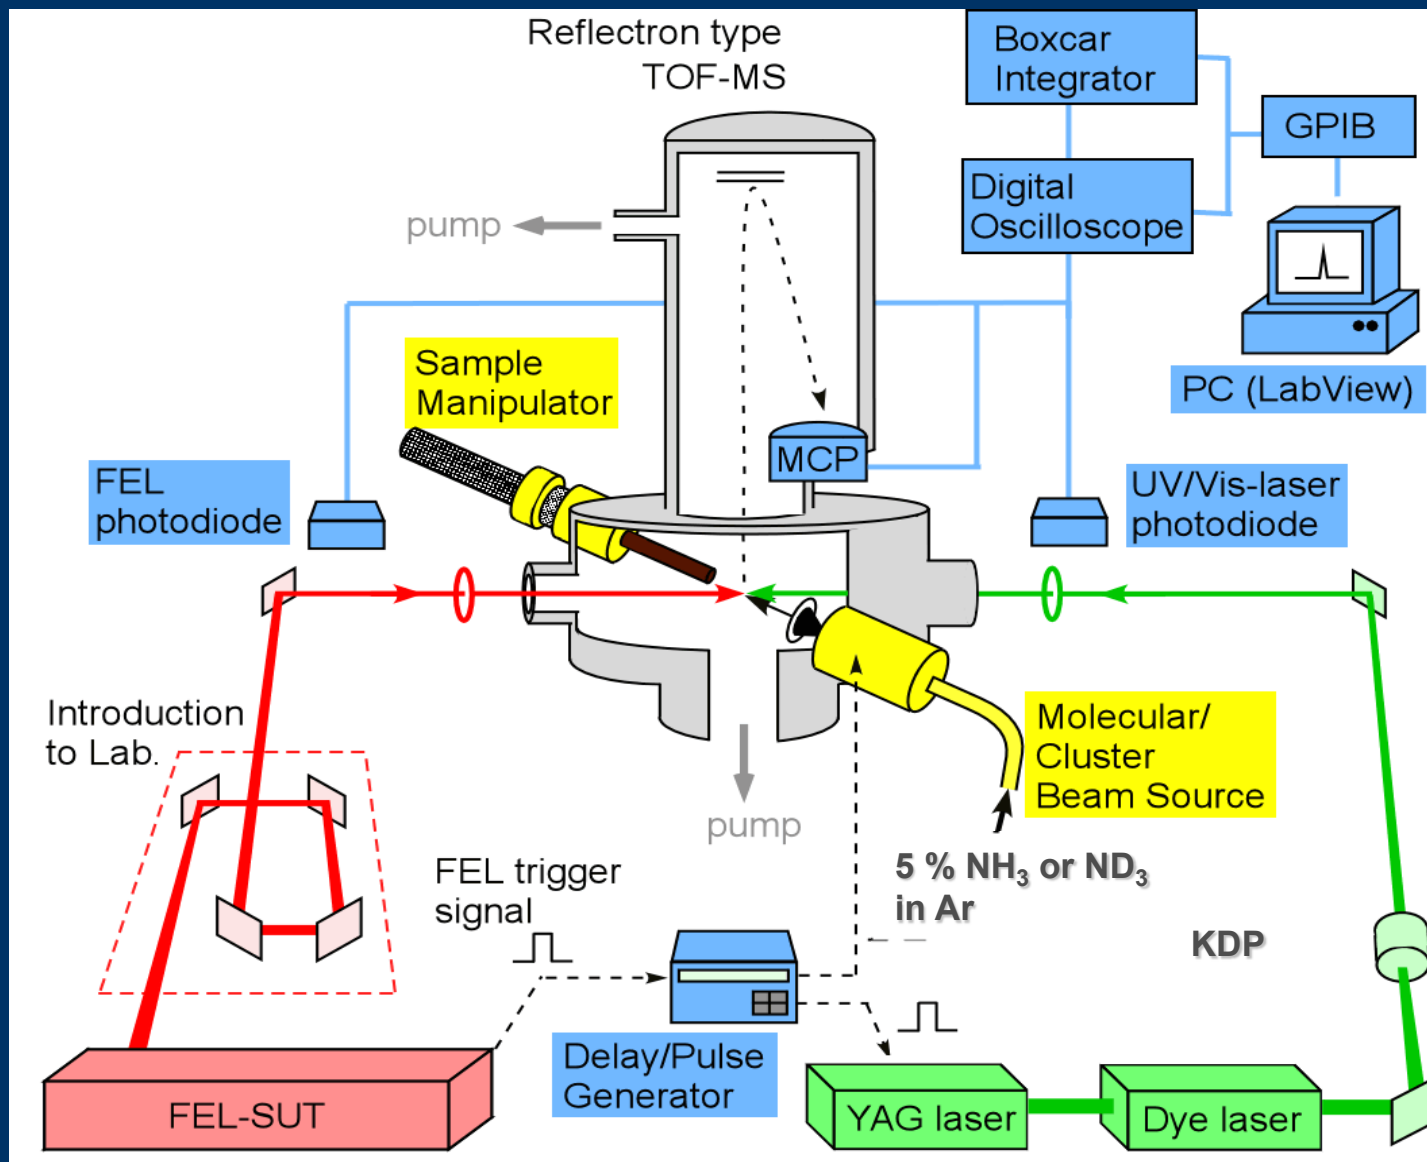 Reflectron type
TOF-MS
Boxcar
Integrator
GPIB
Digital
Oscilloscope
pump
PC (LabView)
Sample
Manipulator
MCP
FEL
photodiode
UV/Vis-laser
photodiode
Introduction
to Lab.
Molecular/
Cluster
Beam Source
pump
5 % NH₃ or ND₃
in Ar
FEL trigger
signal
KDP
Delay/Pulse
Generator
FEL-SUT
YAG laser
Dye laser